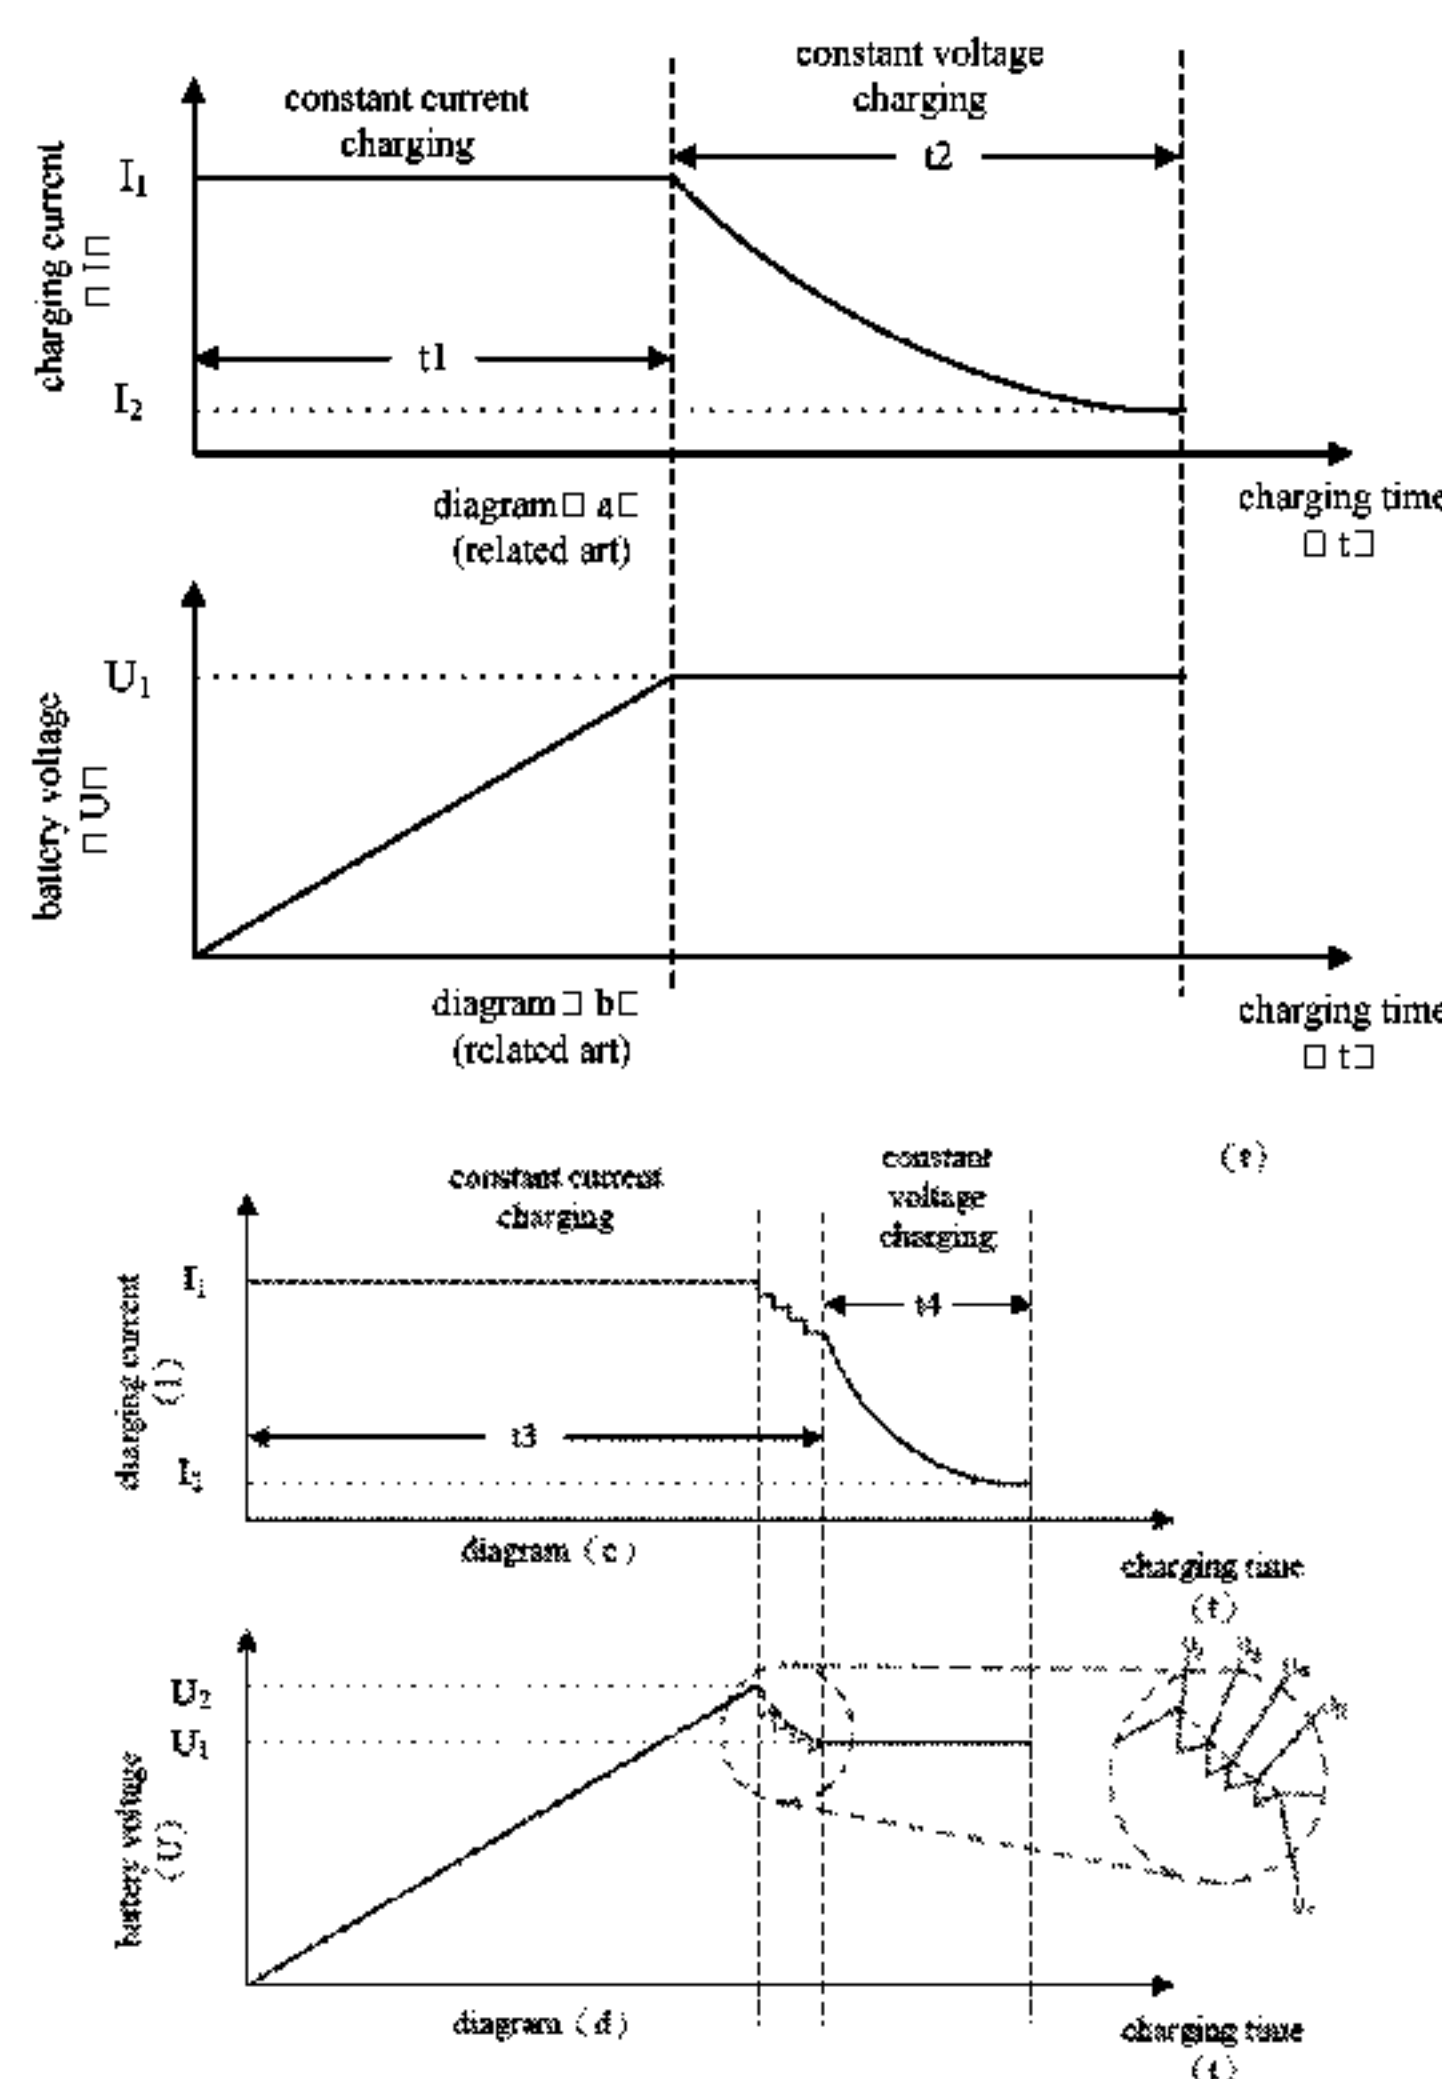 constant voltage
charging
constant current
charging
t2
I₁
charging current
□ I□
t1
I₂
diagram□ a□
(related art)
charging time
□ t□
U₁
battery voltage
□ U□
diagram□ b□
(related art)
charging time
□ t□
constant current
charging
constant
voltage
charging
I₁
t4
charging current
(I)
t3
diagram (c)
charging time
(t)
U₂
U₁
battery voltage
(U)
diagram (d)
charging time
(t)